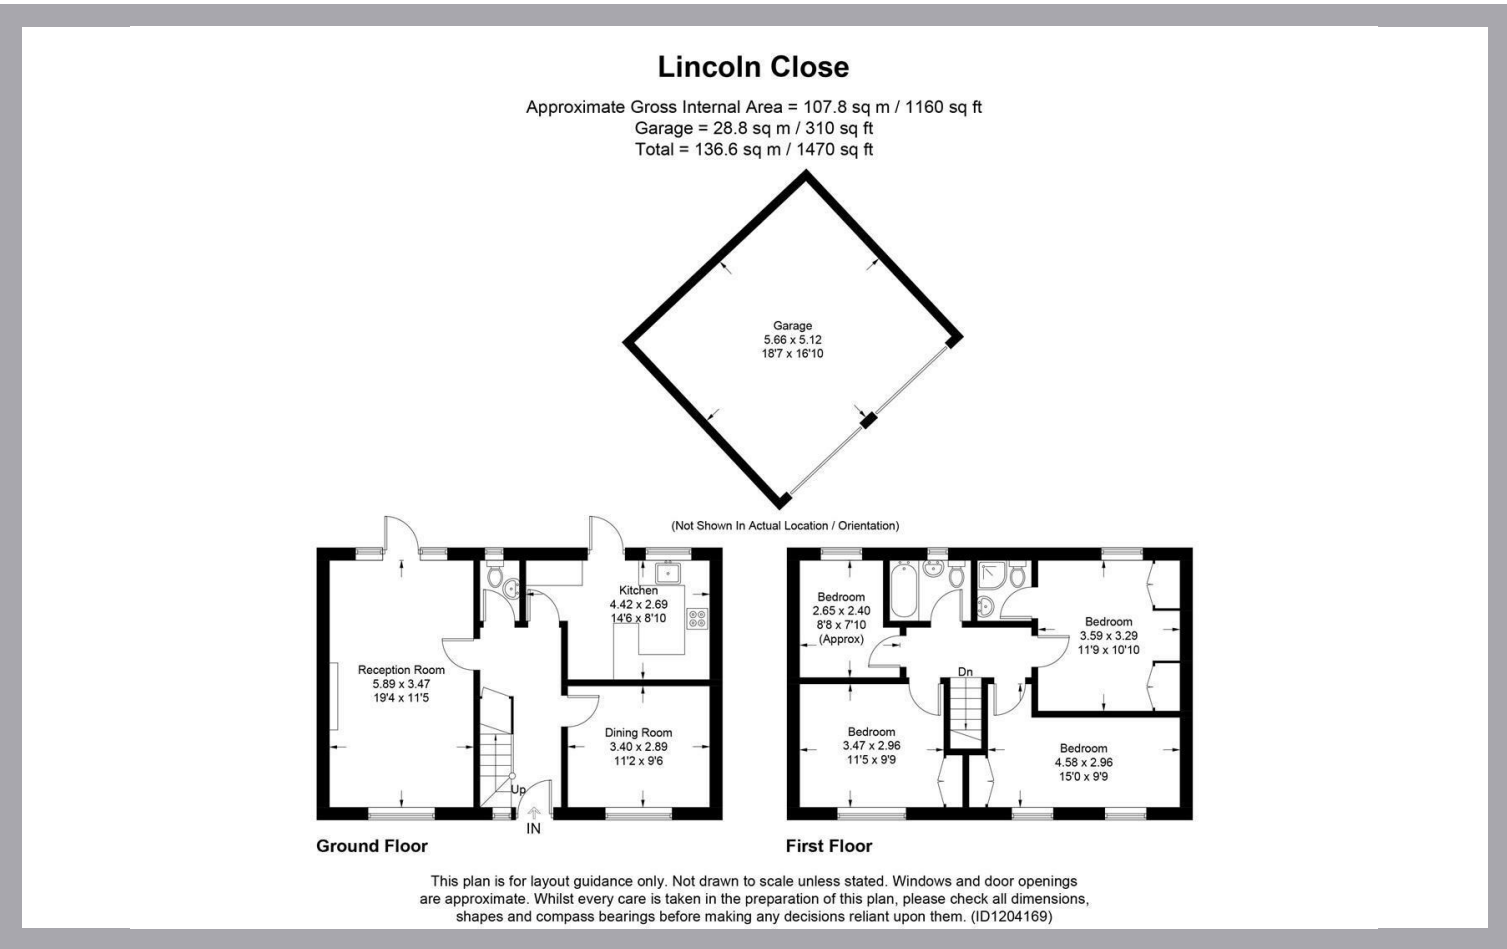 Lincoln Close
Approximate Gross Internal Area = 107.8 sq m / 1160 sq ft
Garage = 28.8 sq m / 310 sq ft
Total = 136.6 sq m / 1470 sq ft
Garage
5.66 x 5.12
18'7 x 16'10
(Not Shown In Actual Location / Orientation)
Kitchen
4.42 x 2.69
14'6 x 8'10
Reception Room
5.89 x 3.47
19'4 x 11'5
Dining Room
3.40 x 2.89
11'2 x 9'6
Up
IN
Ground Floor
Bedroom
2.65 x 2.40
8'8 x 7'10
(Approx)
Bedroom
3.59 x 3.29
11'9 x 10'10
Dn
Bedroom
3.47 x 2.96
11'5 x 9'9
Bedroom
4.58 x 2.96
15'0 x 9'9
First Floor
This plan is for layout guidance only. Not drawn to scale unless stated. Windows and door openings
are approximate. Whilst every care is taken in the preparation of this plan, please check all dimensions,
shapes and compass bearings before making any decisions reliant upon them. (ID1204169)